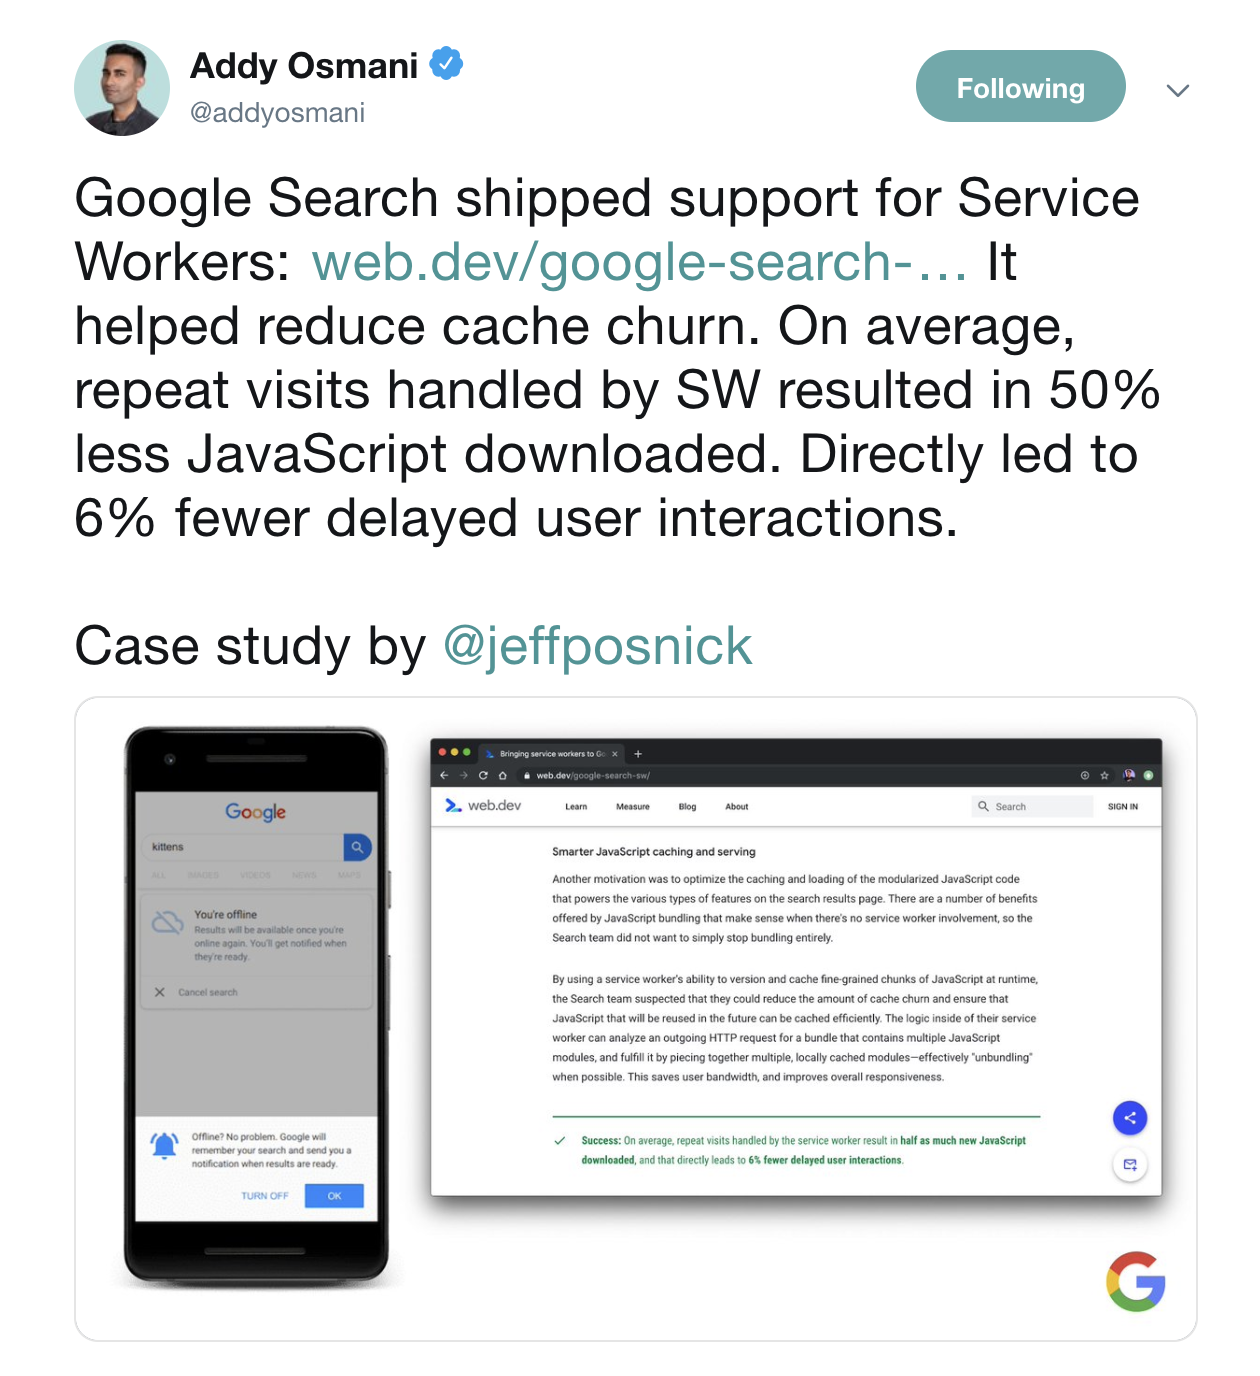 Addy Osmani
@addyosmani
Following
Google Search shipped support for Service
Workers: web.dev/google-search-… It
helped reduce cache churn. On average,
repeat visits handled by SW resulted in 50%
less JavaScript downloaded. Directly led to
6% fewer delayed user interactions.
Case study by @jeffposnick
Google
kittens
ALL IMAGES VIDEOS NEWS MAPS
You're offline
Results will be available once you're
online again. You'll get notified when
they're ready.
Cancel search
Offline? No problem. Google will
remember your search and send you a
notification when results are ready.
TURN OFF OK
Bringing service workers to Go
web.dev/google-search-sw/
web.dev Learn Measure Blog About Search SIGN IN
Smarter JavaScript caching and serving
Another motivation was to optimize the caching and loading of the modularized JavaScript code
that powers the various types of features on the search results page. There are a number of benefits
offered by JavaScript bundling that make sense when there's no service worker involvement, so the
Search team did not want to simply stop bundling entirely.
By using a service worker's ability to version and cache fine-grained chunks of JavaScript at runtime,
the Search team suspected that they could reduce the amount of cache churn and ensure that
JavaScript that will be reused in the future can be cached efficiently. The logic inside of their service
worker can analyze an outgoing HTTP request for a bundle that contains multiple JavaScript
modules, and fulfill it by piecing together multiple, locally cached modules—effectively "unbundling"
when possible. This saves user bandwidth, and improves overall responsiveness.
Success: On average, repeat visits handled by the service worker result in half as much new JavaScript
downloaded, and that directly leads to 6% fewer delayed user interactions.
G